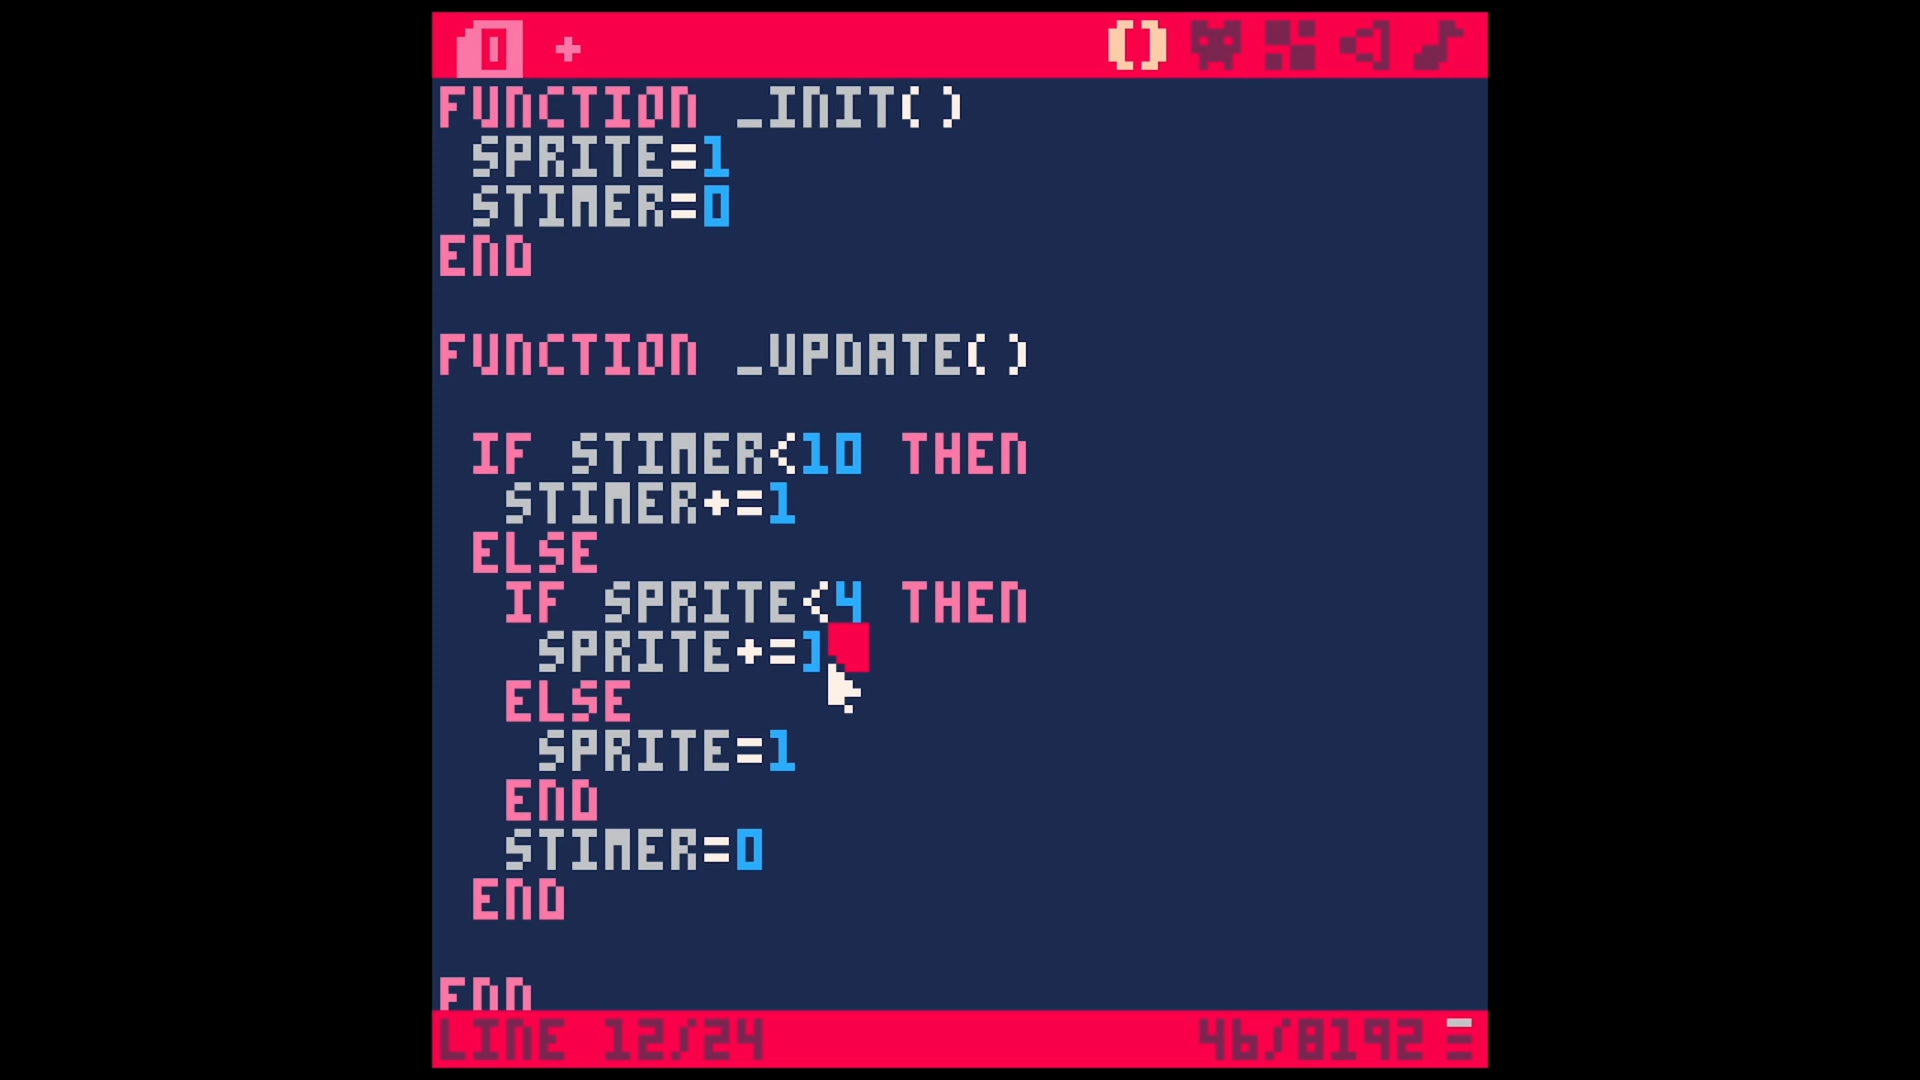 0 +
FUNCTION _INIT()
SPRITE=1
STIMER=0
END
FUNCTION _UPDATE()
IF STIMER<10 THEN
STIMER+=1
ELSE
IF SPRITE<4 THEN
SPRITE+=1
ELSE
SPRITE=1
END
STIMER=0
END
END
LINE 12/24 46/8192